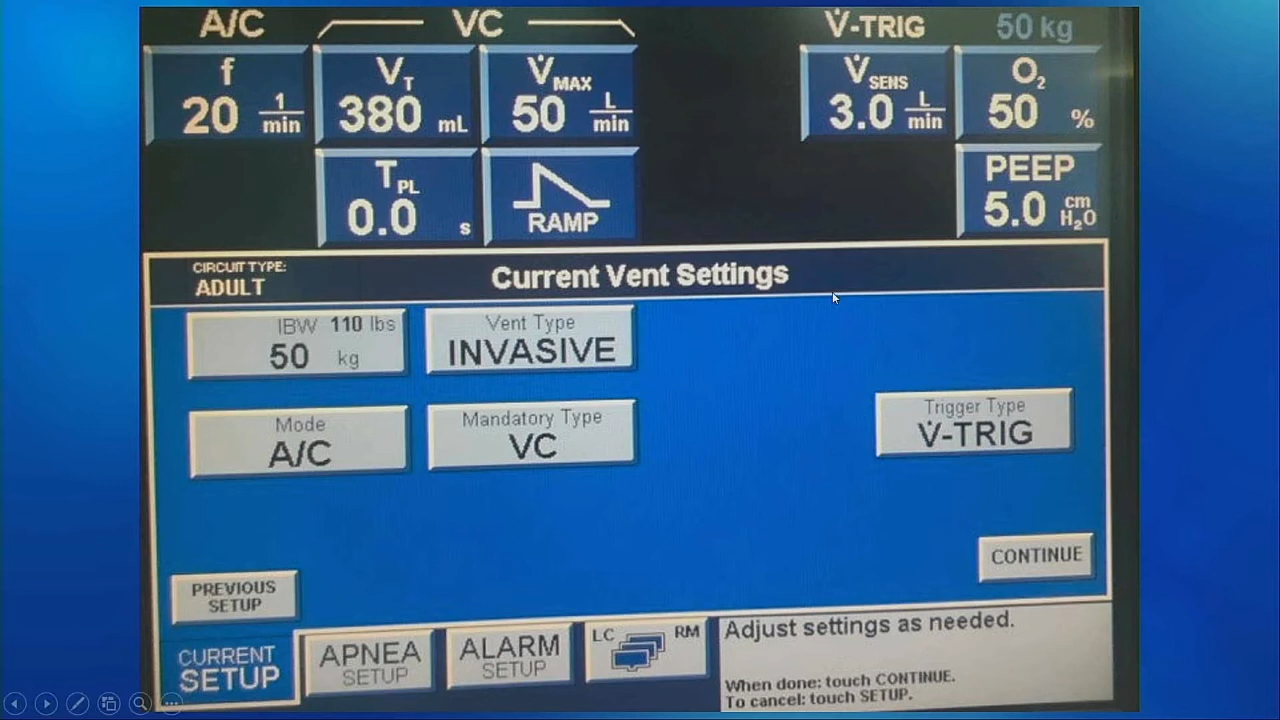 A/C VC V̇-TRIG 50 kg
f VT V̇MAX V̇SENS O2
20 1/min 380 mL 50 L/min 3.0 L/min 50 %
TPL PEEP
0.0 s RAMP 5.0 cm H2O
CIRCUIT TYPE:
ADULT
Current Vent Settings
IBW 110 lbs
50 kg
Vent Type
INVASIVE
Mode
A/C
Mandatory Type
VC
Trigger Type
V̇-TRIG
CONTINUE
PREVIOUS
SETUP
CURRENT
SETUP
APNEA
SETUP
ALARM
SETUP
LC RM
Adjust settings as needed.
When done: touch CONTINUE.
To cancel: touch SETUP.